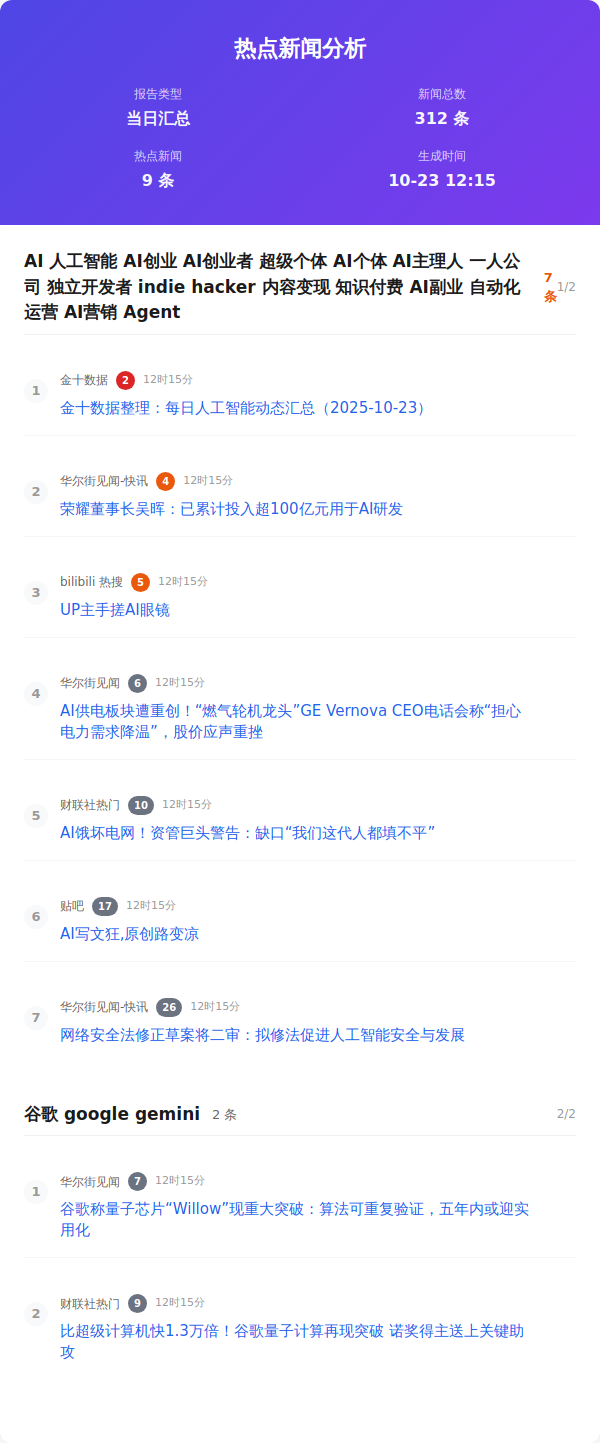 热点新闻分析
报告类型
当日汇总
新闻总数
312 条
热点新闻
9 条
生成时间
10-23 12:15
AI 人工智能 AI创业 AI创业者 超级个体 AI个体 AI主理人 一人公
司 独立开发者 indie hacker 内容变现 知识付费 AI副业 自动化
运营 AI营销 Agent
7
条
1/2
1
金十数据 2 12时15分
金十数据整理：每日人工智能动态汇总（2025-10-23）
2
华尔街见闻-快讯 4 12时15分
荣耀董事长吴晖：已累计投入超100亿元用于AI研发
3
bilibili 热搜 5 12时15分
UP主手搓AI眼镜
4
华尔街见闻 6 12时15分
AI供电板块遭重创！“燃气轮机龙头”GE Vernova CEO电话会称“担心
电力需求降温”，股价应声重挫
5
财联社热门 10 12时15分
AI饿坏电网！资管巨头警告：缺口“我们这代人都填不平”
6
贴吧 17 12时15分
AI写文狂,原创路变凉
7
华尔街见闻-快讯 26 12时15分
网络安全法修正草案将二审：拟修法促进人工智能安全与发展
谷歌 google gemini 2 条 2/2
1
华尔街见闻 7 12时15分
谷歌称量子芯片“Willow”现重大突破：算法可重复验证，五年内或迎实
用化
2
财联社热门 9 12时15分
比超级计算机快1.3万倍！谷歌量子计算再现突破 诺奖得主送上关键助
攻